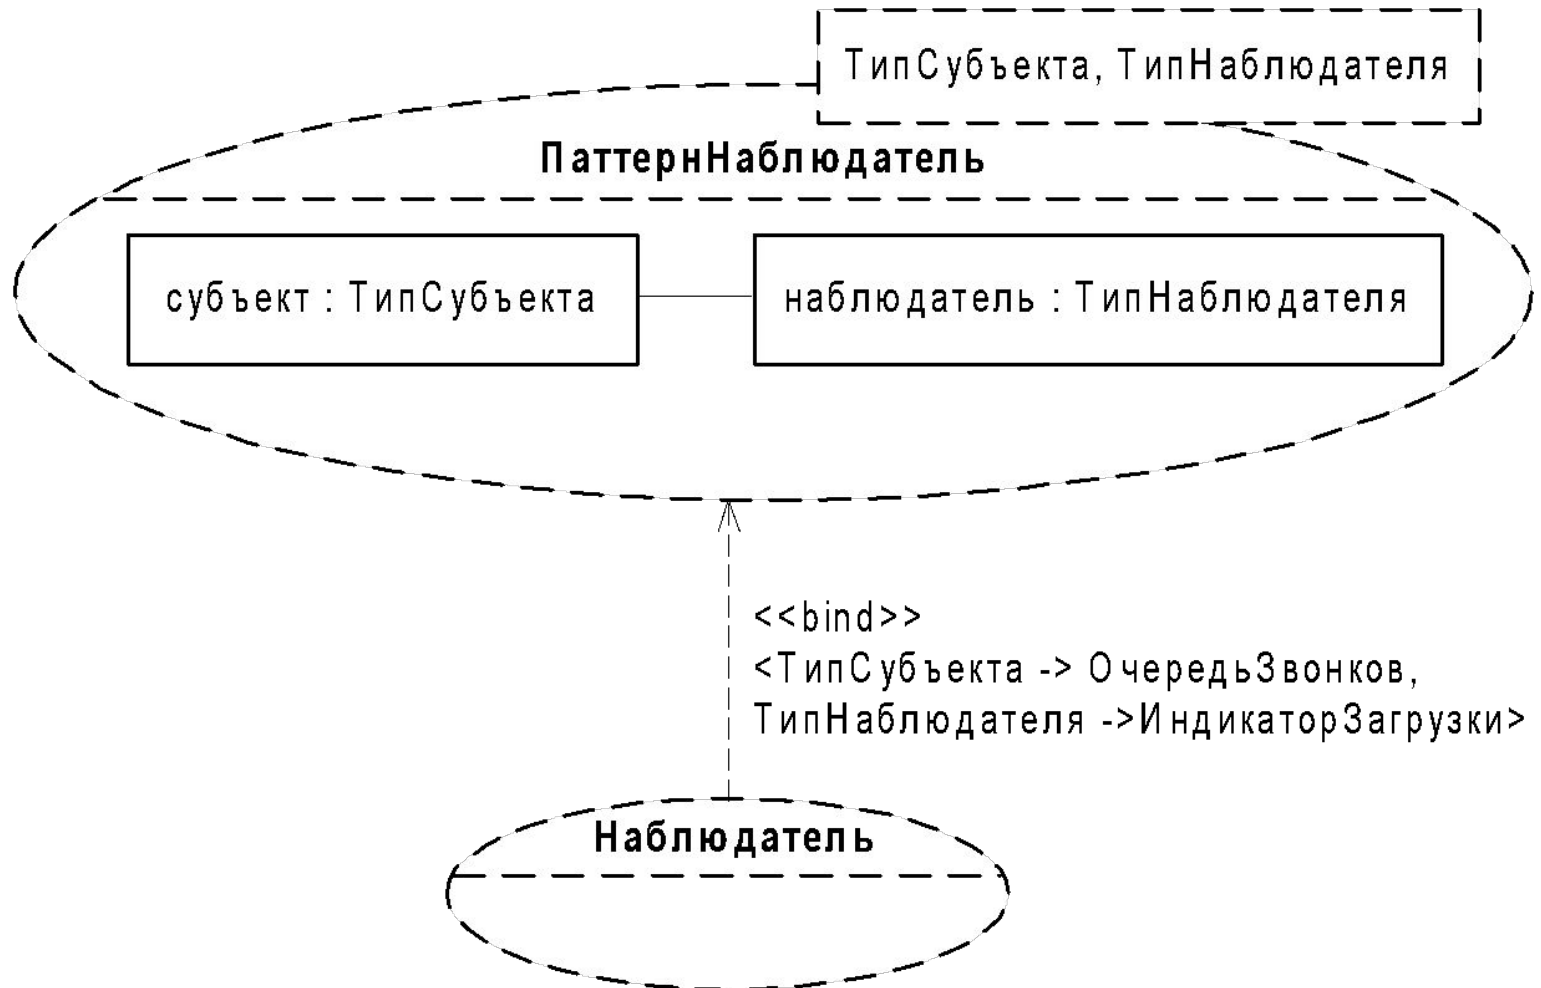 ТипСубъекта, ТипНаблюдателя
ПаттернНаблюдатель
субъект : ТипСубъекта
наблюдатель : ТипНаблюдателя
<<bind>>
<ТипСубъекта -> ОчередьЗвонков,
ТипНаблюдателя ->ИндикаторЗагрузки>
Наблюдатель